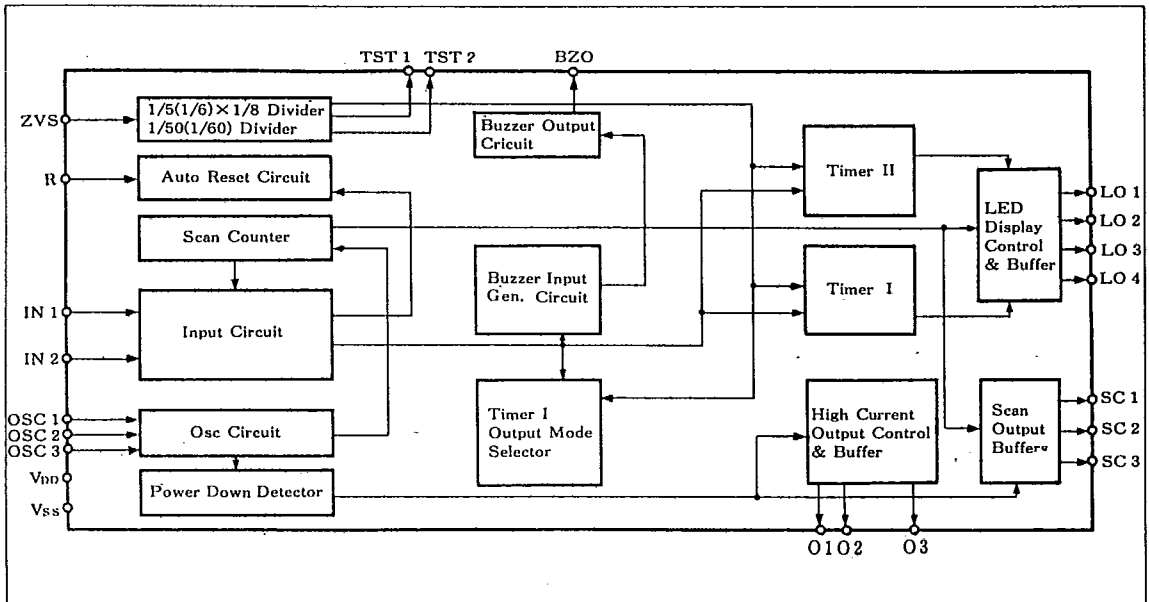 TST 1
TST 2
BZO
ZVS
1/5(1/6)×1/8 Divider
1/50(1/60) Divider
Buzzer Output
Cricuit
Timer II
R
Auto Reset Circuit
LED
Display
Control
& Buffer
LO 1
LO 2
LO 3
LO 4
Scan Counter
Buzzer Input
Gen. Circuit
Timer I
IN 1
IN 2
Input Circuit
OSC 1
OSC 2
OSC 3
Osc Circuit
Timer I
Output Mode
Selector
High Current
Output Control
& Buffer
Scan
Output
Buffery
SC 1
SC 2
SC 3
VDD
VSS
Power Down Detector
O1
O2
O3